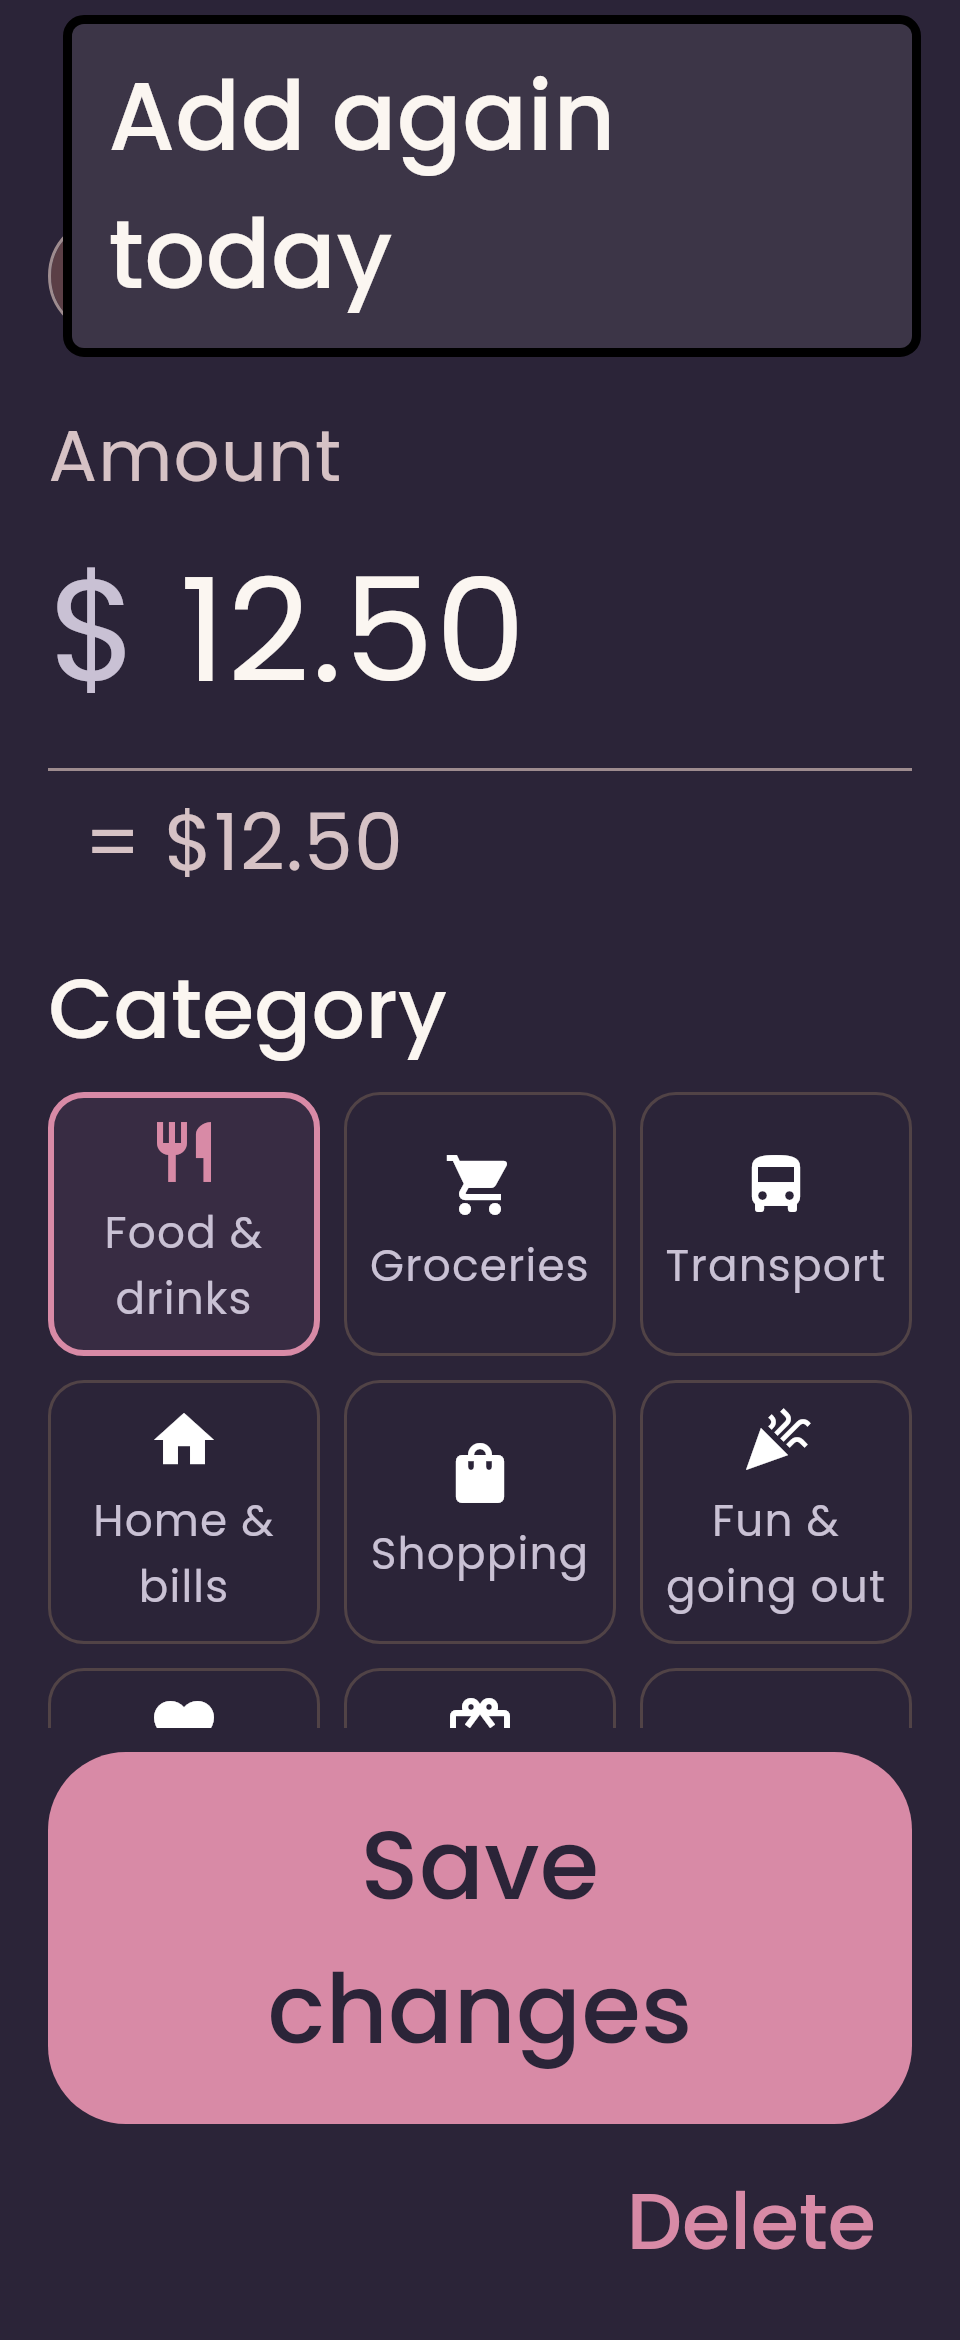 Add again
today
Amount
$ 12.50
= $12.50
Category
Food &
drinks
Groceries
Transport
Home &
bills
Shopping
Fun &
going out
Save
changes
Delete